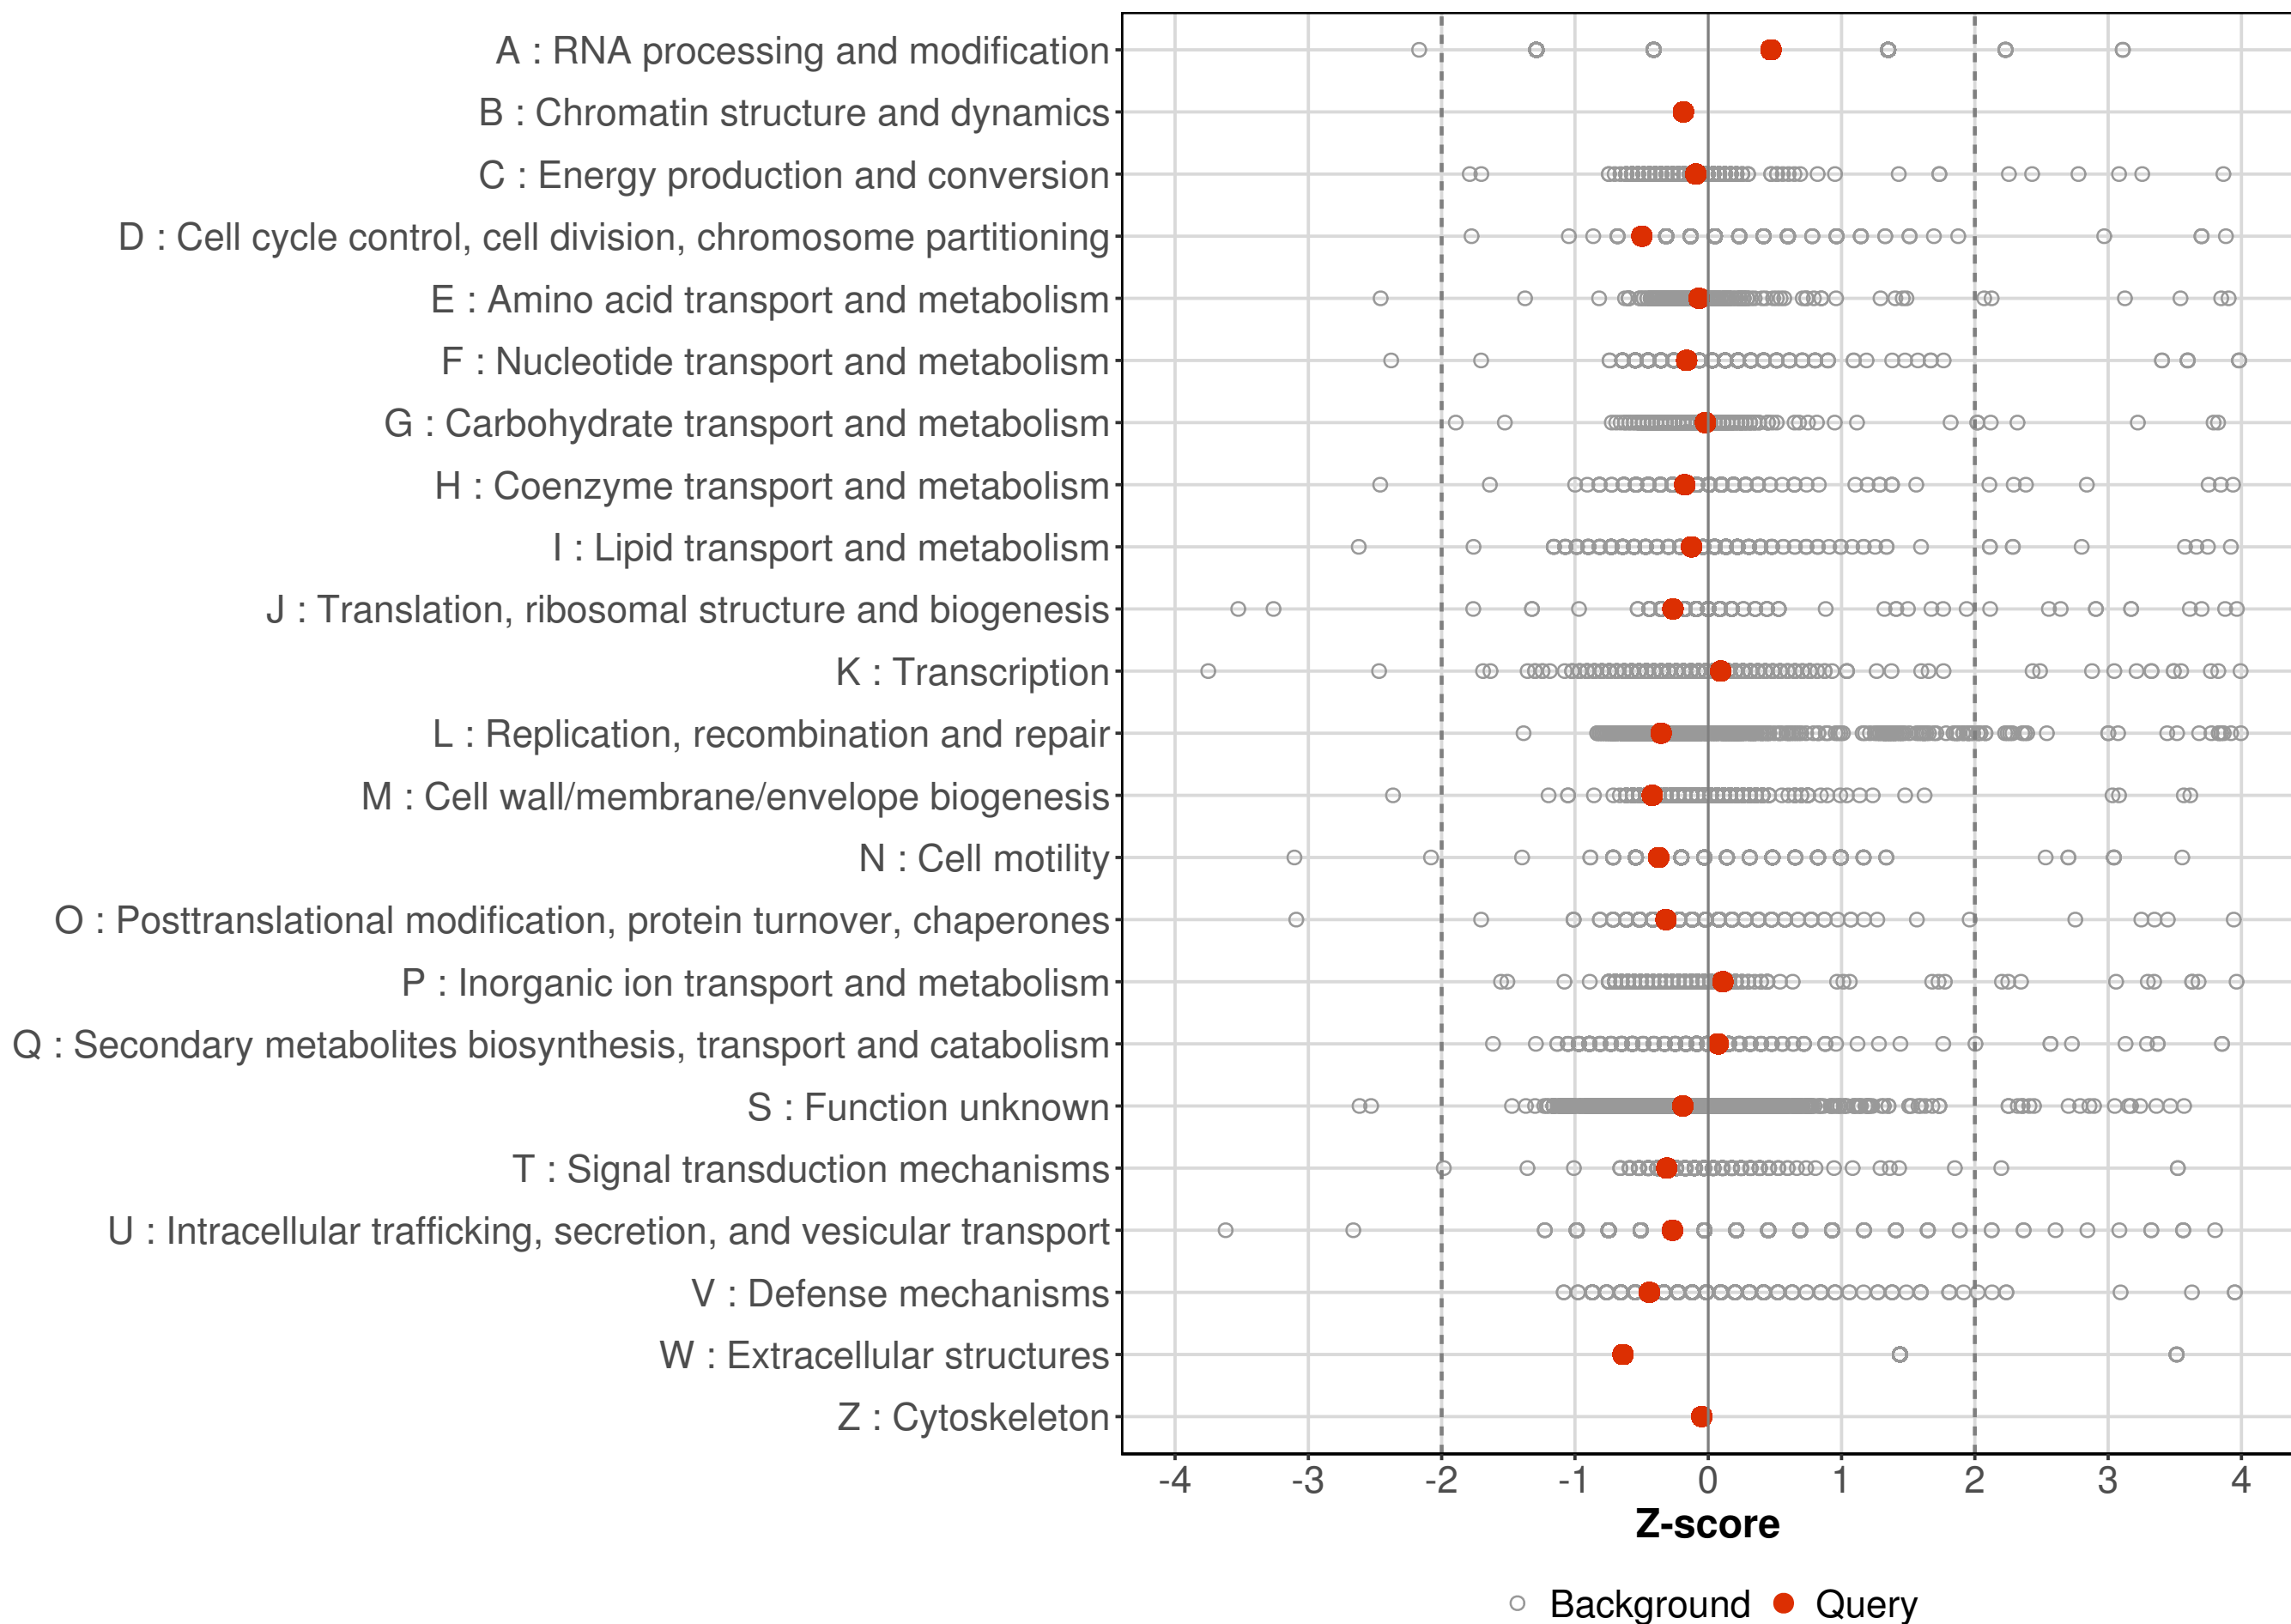 A : RNA processing and modification
B : Chromatin structure and dynamics
C : Energy production and conversion
D : Cell cycle control, cell division, chromosome partitioning
E : Amino acid transport and metabolism
F : Nucleotide transport and metabolism
G : Carbohydrate transport and metabolism
H : Coenzyme transport and metabolism
I : Lipid transport and metabolism
J : Translation, ribosomal structure and biogenesis
K : Transcription
L : Replication, recombination and repair
M : Cell wall/membrane/envelope biogenesis
N : Cell motility
O : Posttranslational modification, protein turnover, chaperones
P : Inorganic ion transport and metabolism
Q : Secondary metabolites biosynthesis, transport and catabolism
S : Function unknown
T : Signal transduction mechanisms
U : Intracellular trafficking, secretion, and vesicular transport
V : Defense mechanisms
W : Extracellular structures
Z : Cytoskeleton
-4 -3 -2 -1 0 1 2 3 4
Z-score
Background Query